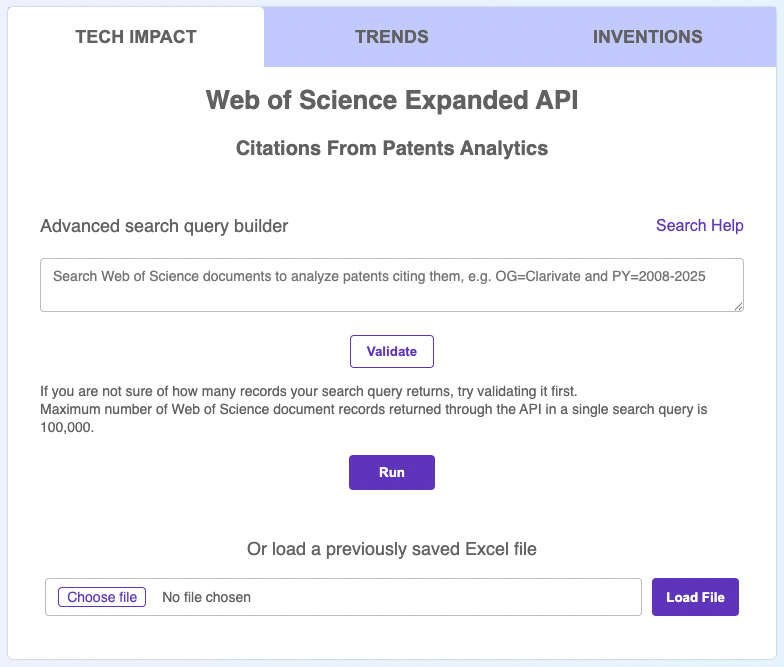 TECH IMPACT
TRENDS
INVENTIONS
Web of Science Expanded API
Citations From Patents Analytics
Advanced search query builder
Search Help
Search Web of Science documents to analyze patents citing them, e.g. OG=Clarivate and PY=2008-2025
Validate
If you are not sure of how many records your search query returns, try validating it first.
Maximum number of Web of Science document records returned through the API in a single search query is
100,000.
Run
Or load a previously saved Excel file
Choose file
No file chosen
Load File